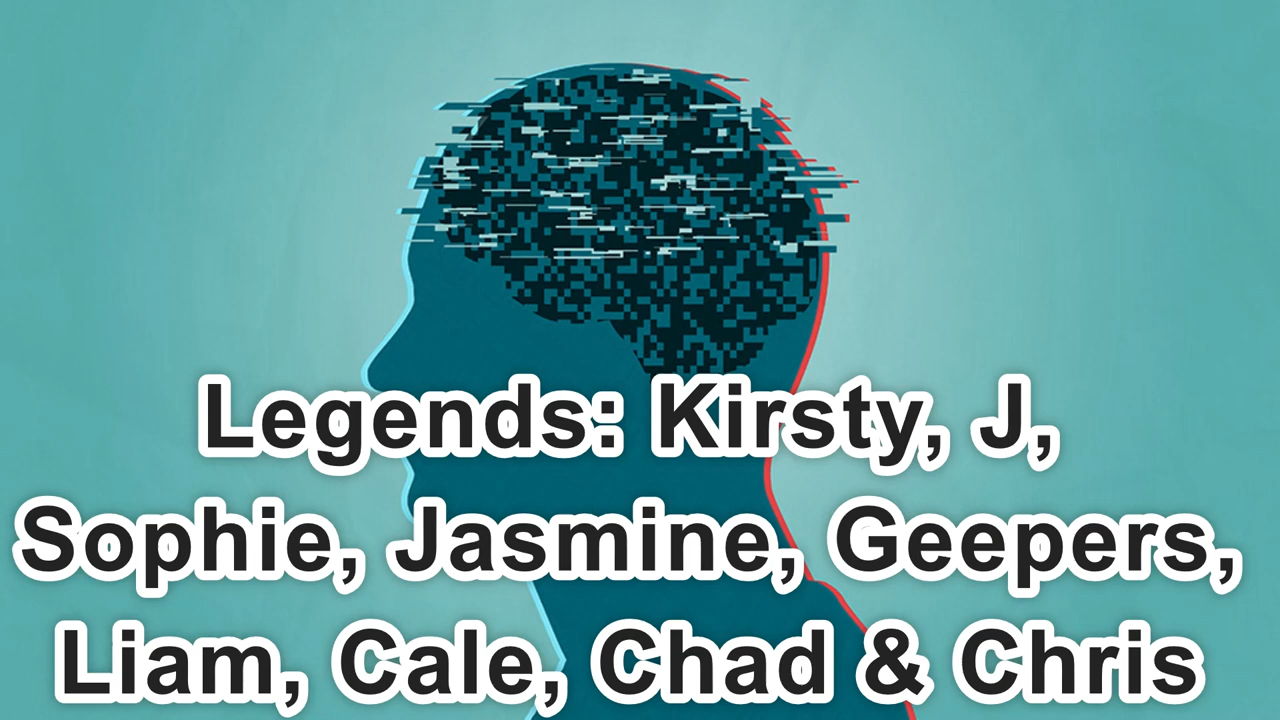 Legends: Kirsty, J,
Sophie, Jasmine, Geepers,
Liam, Cale, Chad & Chris